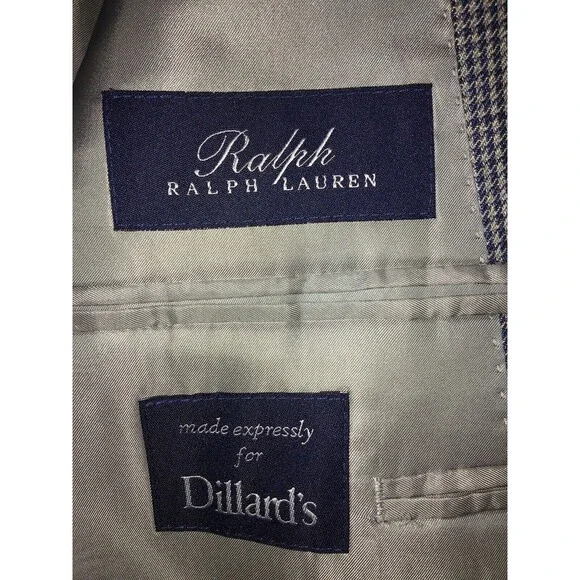 Ralph
RALPH LAUREN
made expressly
for
Dillard's